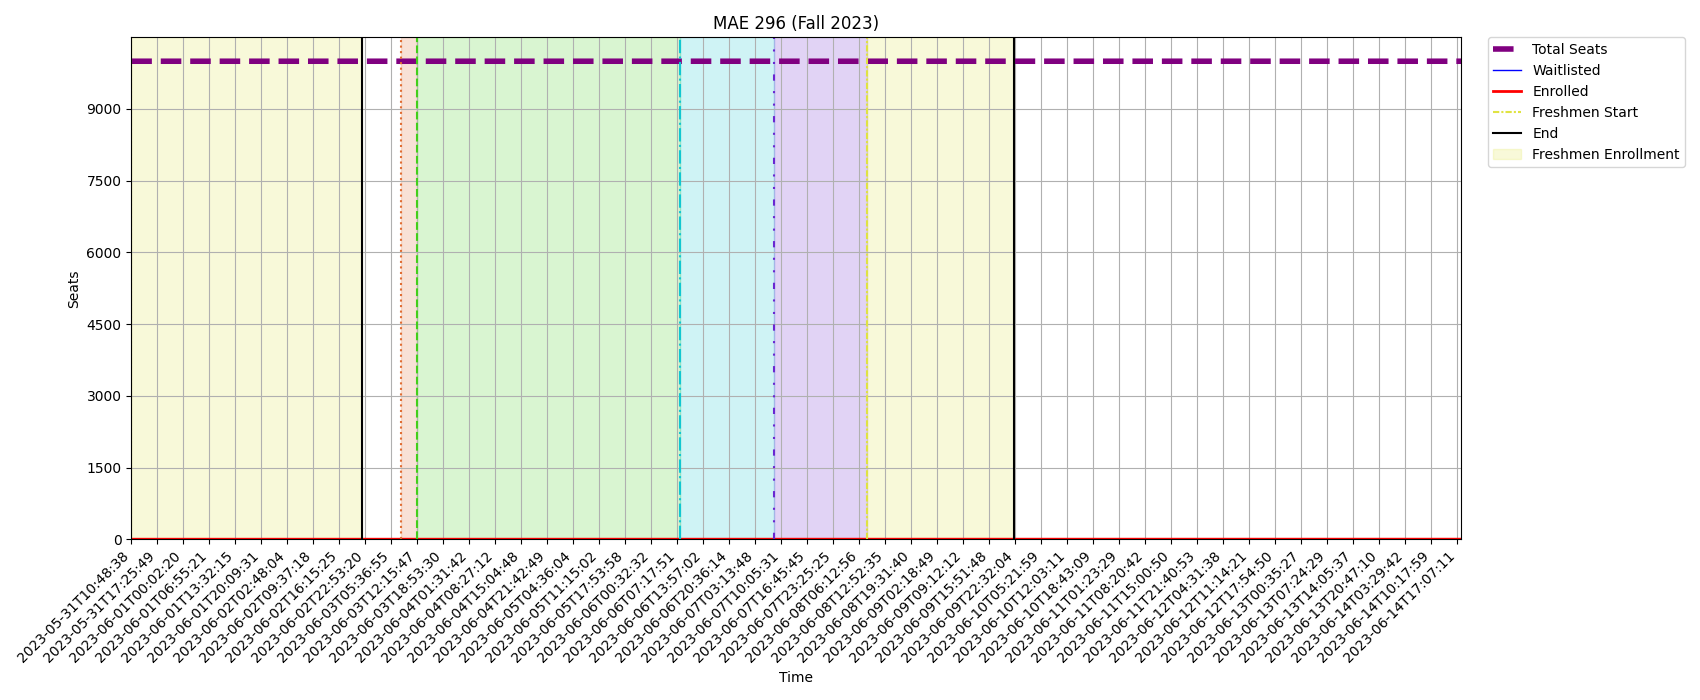 MAE 296 (Fall 2023)
Total Seats
Waitlisted
Enrolled
Freshmen Start
End
Freshmen Enrollment
Seats
9000
7500
6000
4500
3000
1500
0
2023-05-31T10:48:38
2023-05-31T17:25:49
2023-06-01T00:02:20
2023-06-01T06:55:21
2023-06-01T13:32:15
2023-06-01T20:09:31
2023-06-02T02:48:04
2023-06-02T09:37:18
2023-06-02T16:15:25
2023-06-02T22:53:20
2023-06-03T05:36:55
2023-06-03T12:15:47
2023-06-03T18:53:30
2023-06-04T01:31:42
2023-06-04T08:27:12
2023-06-04T15:04:48
2023-06-04T21:42:49
2023-06-05T04:36:04
2023-06-05T11:15:02
2023-06-05T17:53:58
2023-06-06T00:32:32
2023-06-06T07:17:51
2023-06-06T13:57:02
2023-06-06T20:36:14
2023-06-07T03:13:48
2023-06-07T10:05:31
2023-06-07T16:45:45
2023-06-07T23:25:25
2023-06-08T06:12:56
2023-06-08T12:52:35
2023-06-08T19:31:40
2023-06-09T02:18:49
2023-06-09T09:12:12
2023-06-09T15:51:48
2023-06-09T22:32:04
2023-06-10T05:21:59
2023-06-10T12:03:11
2023-06-10T18:43:09
2023-06-11T01:23:29
2023-06-11T08:20:42
2023-06-11T15:00:50
2023-06-11T21:40:53
2023-06-12T04:31:38
2023-06-12T11:14:21
2023-06-12T17:54:50
2023-06-13T00:35:27
2023-06-13T07:24:29
2023-06-13T14:05:37
2023-06-13T20:47:10
2023-06-14T03:29:42
2023-06-14T10:17:59
2023-06-14T17:07:11
Time